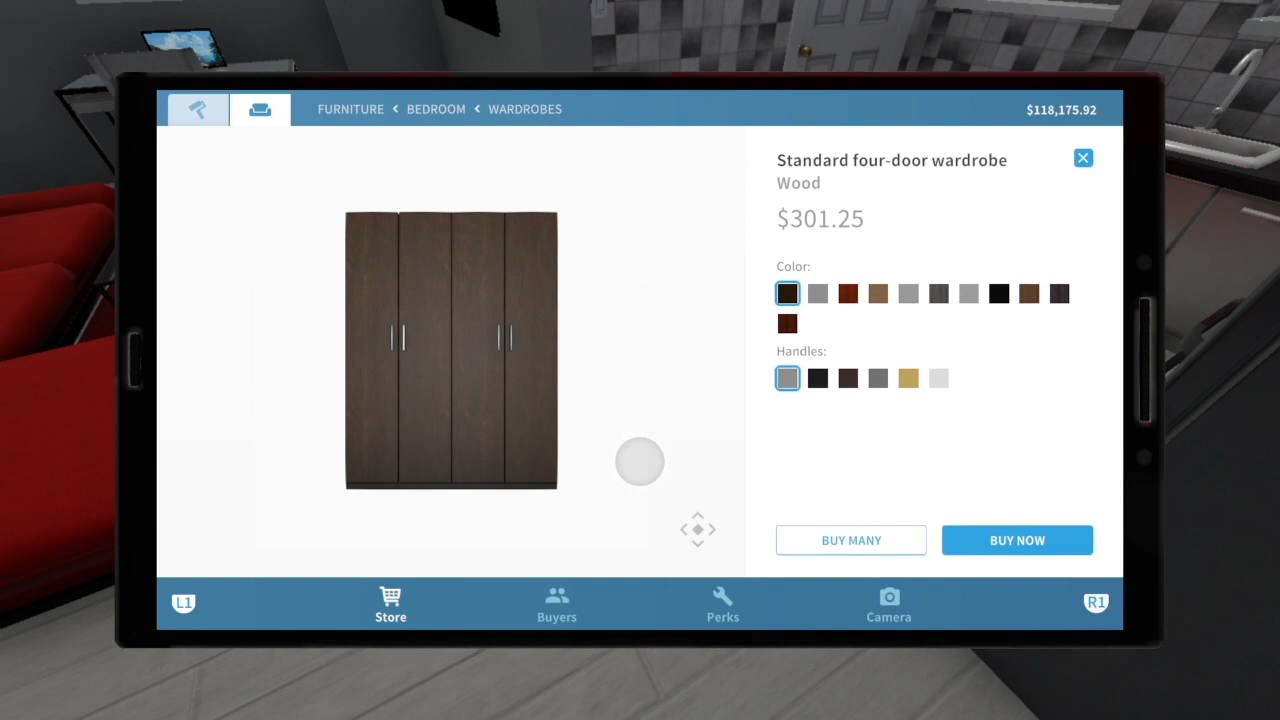 FURNITURE < BEDROOM < WARDROBES
$118,175.92
Standard four-door wardrobe
Wood
$301.25
Color:
Handles:
BUY MANY
BUY NOW
L1
Store
Buyers
Perks
Camera
R1